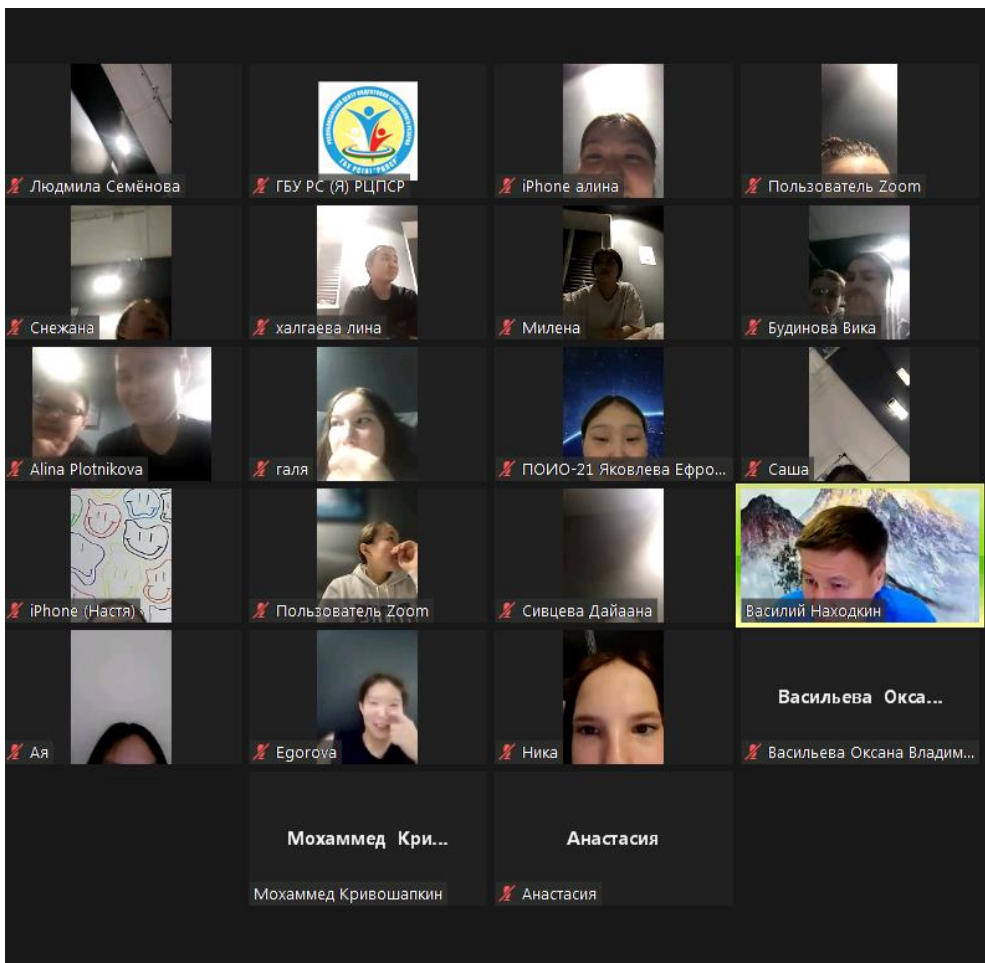 Людмила Семёнова
ГБУ РС (Я) РЦПСР
iPhone алина
Пользователь Zoom
Снежана
халгаева лина
Милена
Будинова Вика
Alina Plotnikova
галя
ПОИО-21 Яковлева Ефро...
Саша
iPhone (Настя)
Пользователь Zoom
Сивцева Дайаана
Василий Находкин
Ая
Egorova
Ника
Васильева Окса...
Васильева Оксана Владим...
Мохаммед Кри...
Мохаммед Кривошапкин
Анастасия
Анастасия